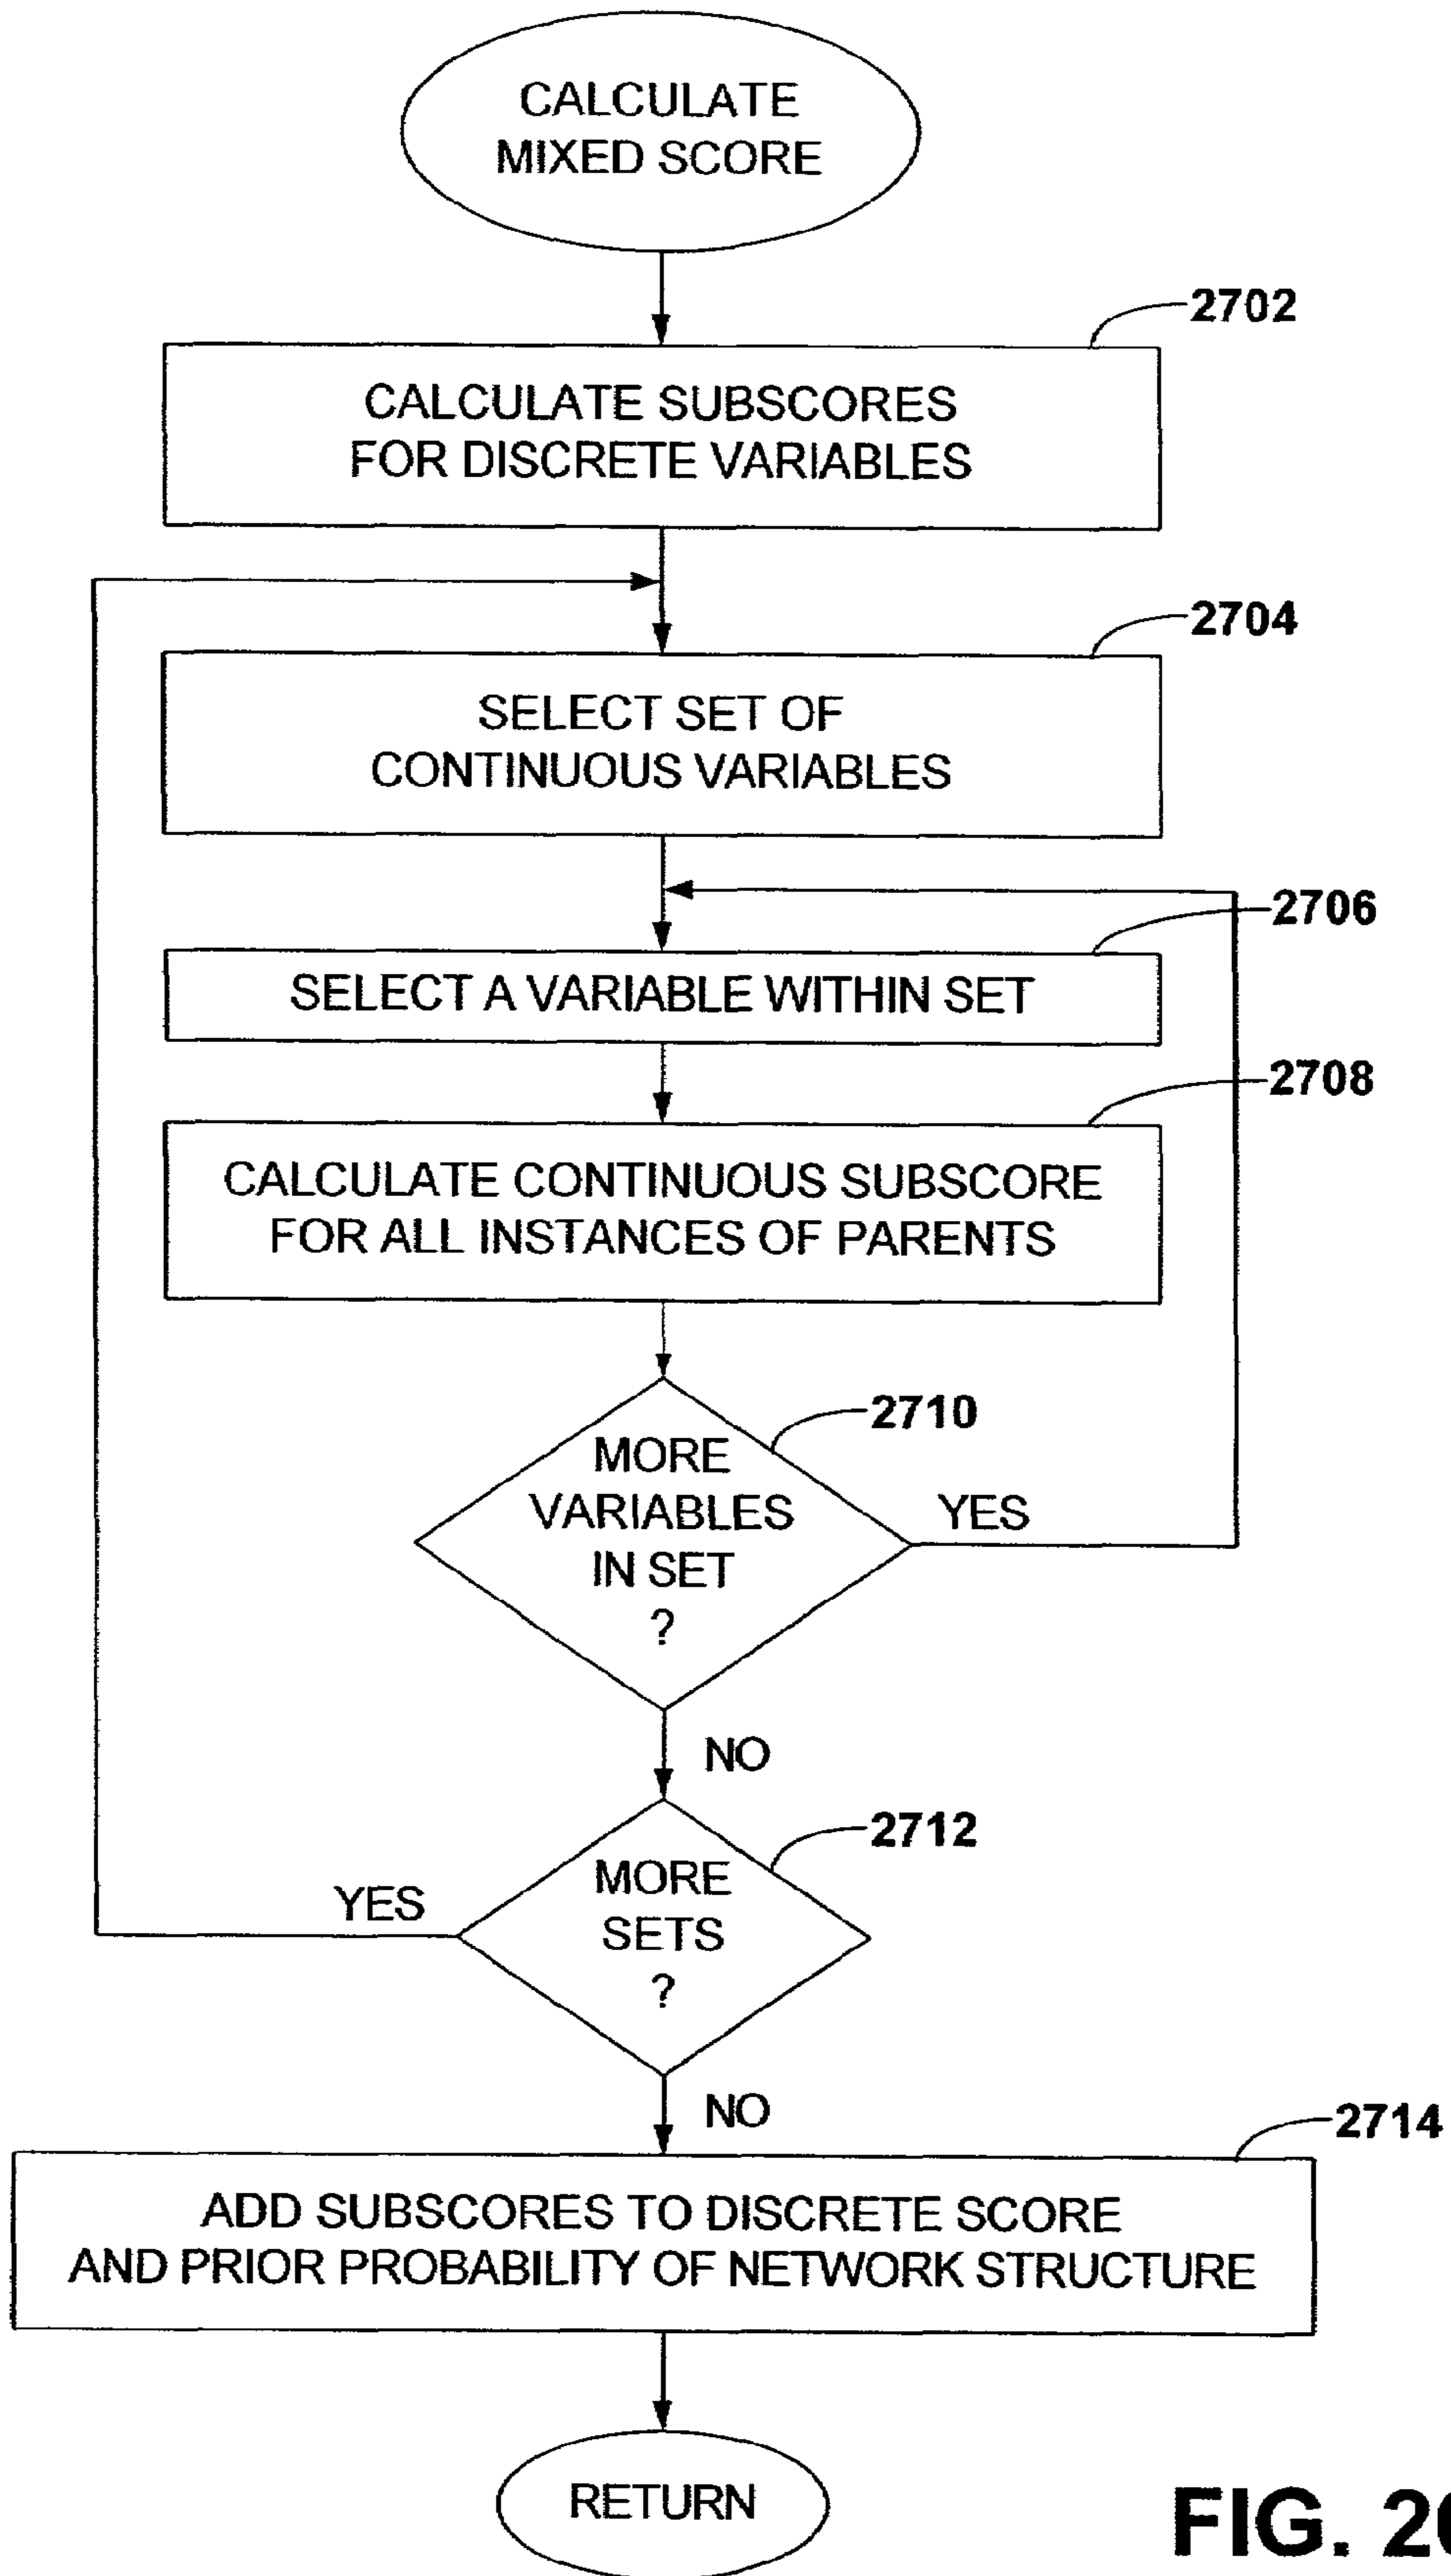 CALCULATE
MIXED SCORE
2702
CALCULATE SUBSCORES
FOR DISCRETE VARIABLES
2704
SELECT SET OF
CONTINUOUS VARIABLES
2706
SELECT A VARIABLE WITHIN SET
2708
CALCULATE CONTINUOUS SUBSCORE
FOR ALL INSTANCES OF PARENTS
2710
MORE
VARIABLES
IN SET
?
YES
NO
2712
MORE
SETS
?
YES
NO
2714
ADD SUBSCORES TO DISCRETE SCORE
AND PRIOR PROBABILITY OF NETWORK STRUCTURE
RETURN
FIG.